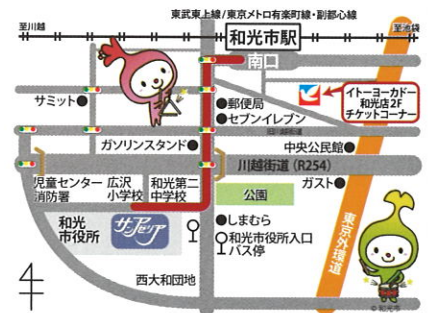 東武東上線/東京メトロ有楽町線・副都心線
至川越
至池袋
和光市駅
南口
サミット
郵便局
セブンイレブン
イトーヨーカドー
和光店2F
チケットコーナー
旧川越街道
ガソリンスタンド
中央公民館
川越街道(R254)
児童センター
消防署
広沢
小学校
和光第二
中学校
公園
ガスト
和光
市役所
サンアゼリア
しまむら
和光市役所入口
バス停
東京外環道
西大和団地
©和光市